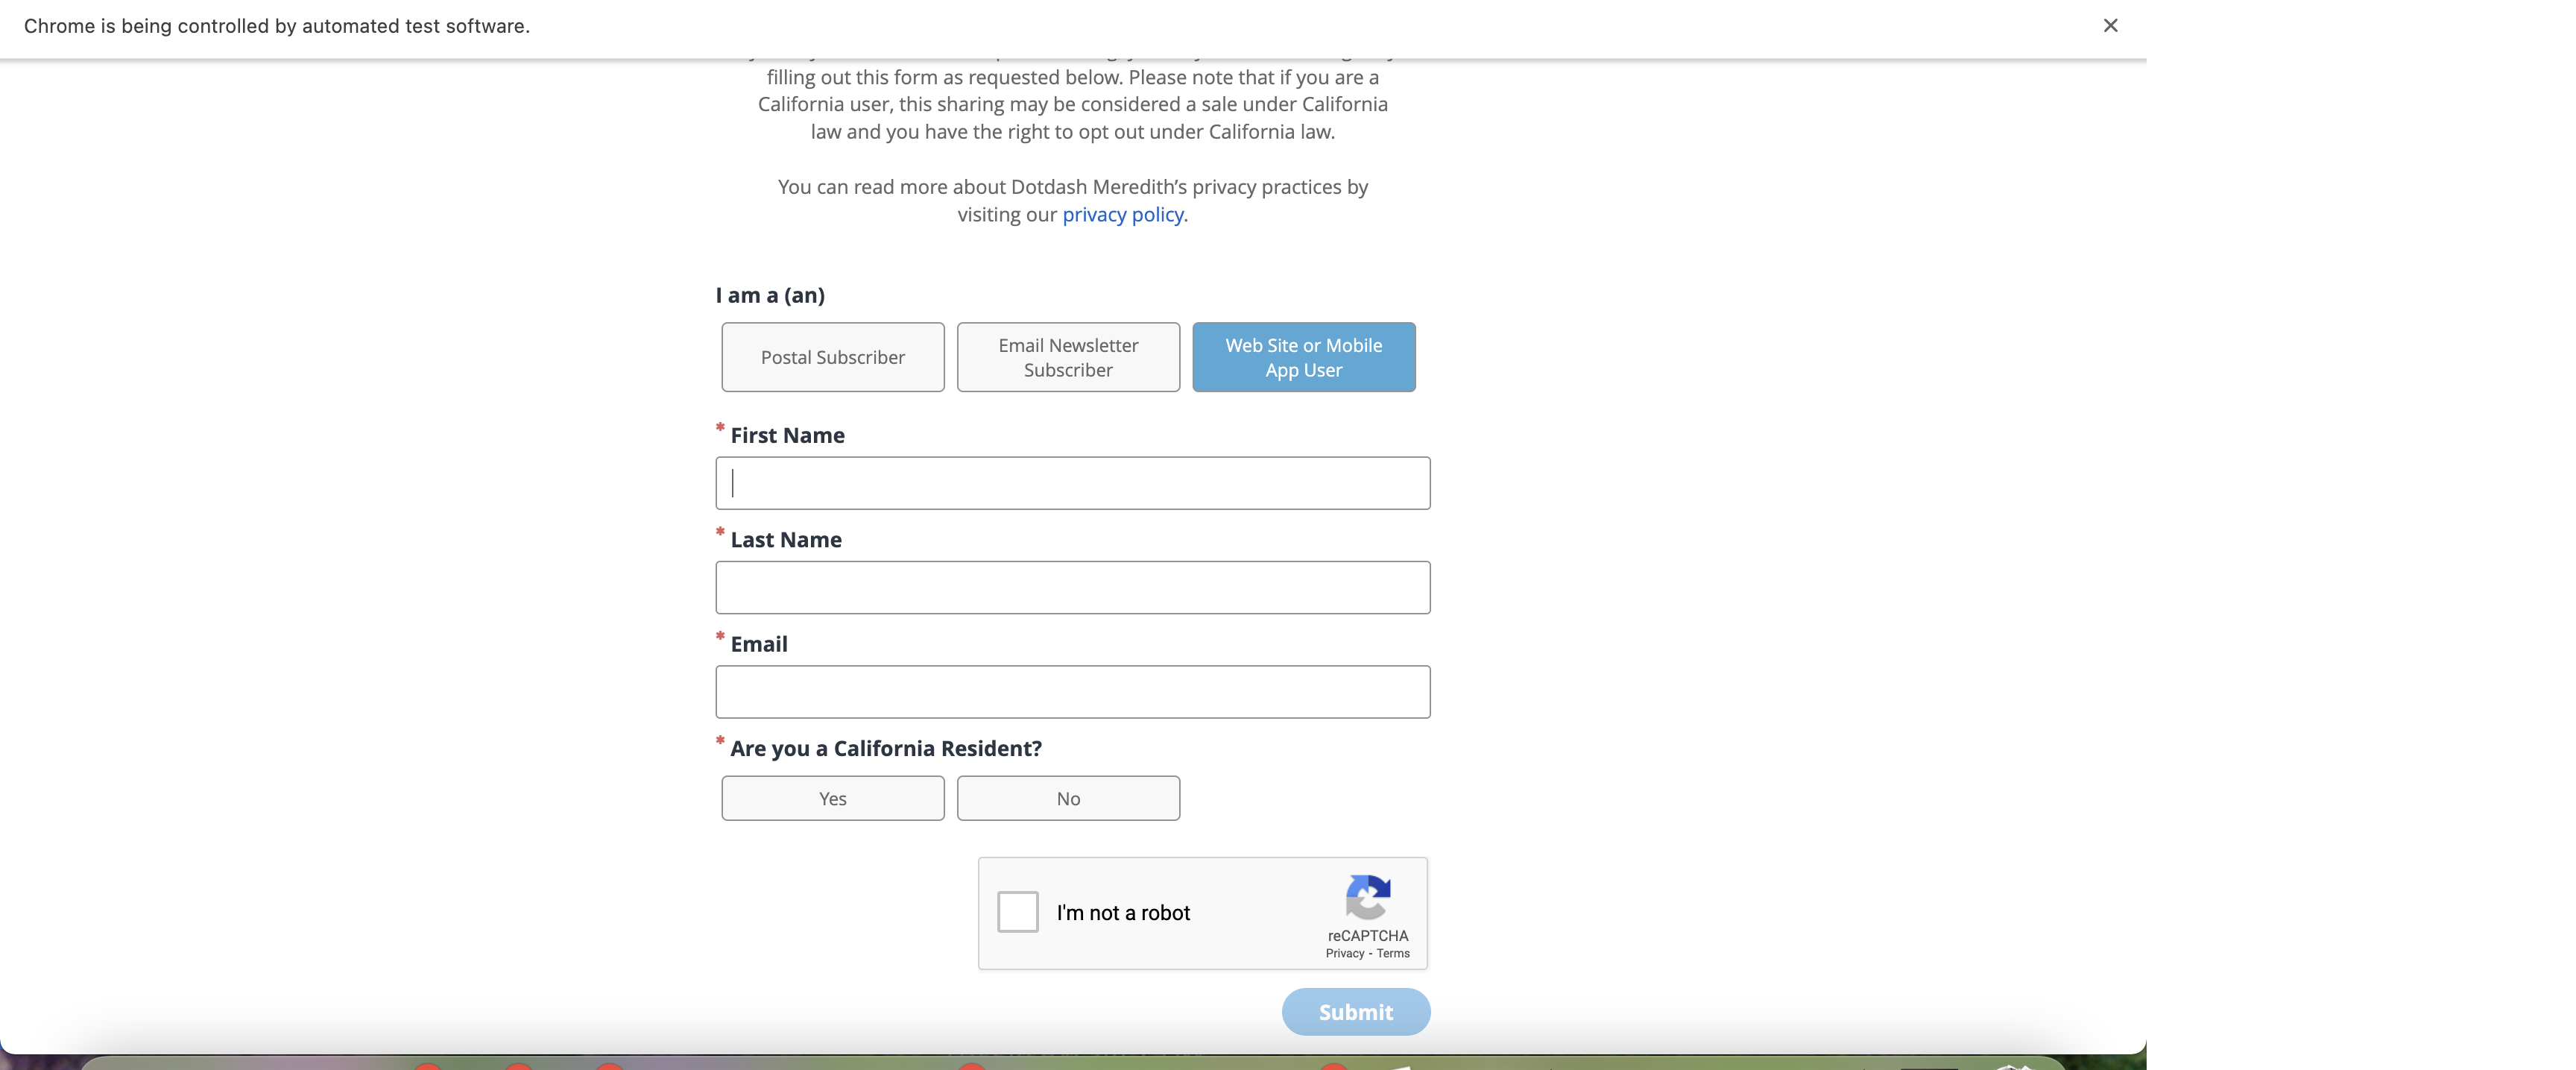 Chrome is being controlled by automated test software.
filling out this form as requested below. Please note that if you are a
California user, this sharing may be considered a sale under California
law and you have the right to opt out under California law.
You can read more about Dotdash Meredith’s privacy practices by
visiting our privacy policy.
I am a (an)
Postal Subscriber
Email Newsletter
Subscriber
Web Site or Mobile
App User
* First Name
* Last Name
* Email
* Are you a California Resident?
Yes
No
I'm not a robot
reCAPTCHA
Privacy - Terms
Submit